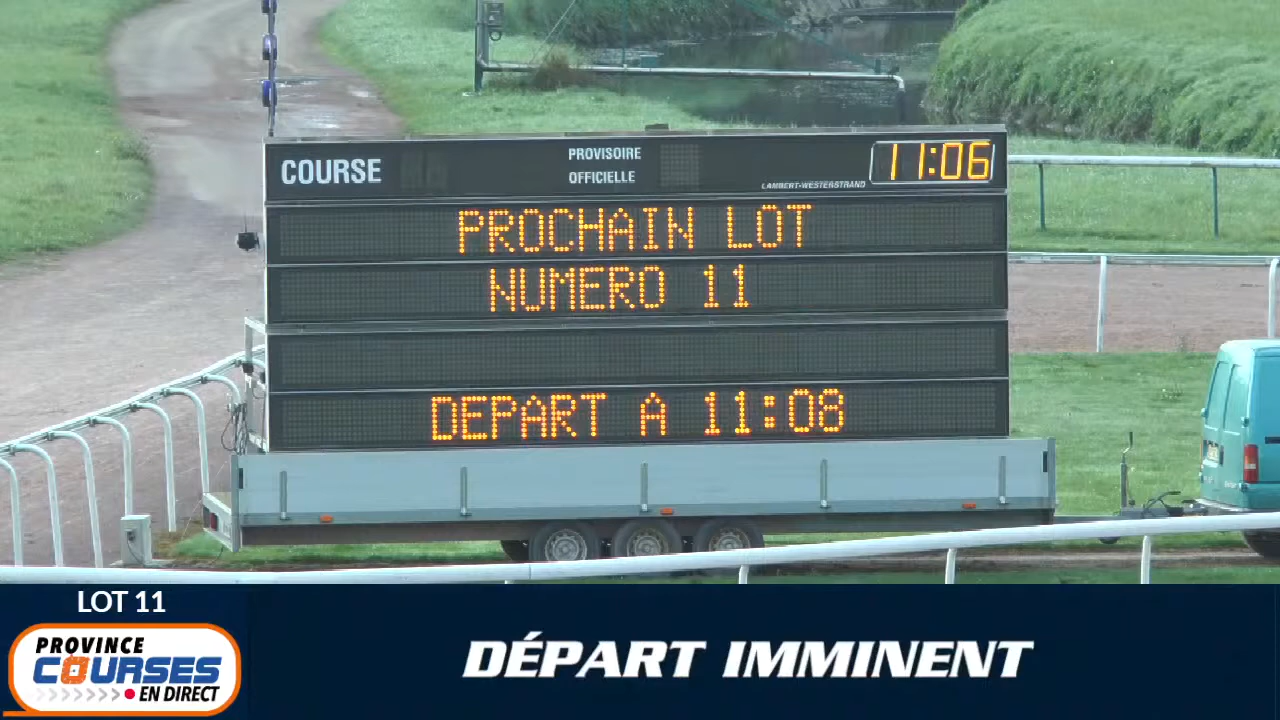 COURSE
PROVISOIRE
OFFICIELLE
11:06
LAMBERT-WESTERSTRAND
PROCHAIN LOT
NUMERO 11
DEPART A 11:08
LOT 11
PROVINCE
COURSES
EN DIRECT
DÉPART IMMINENT